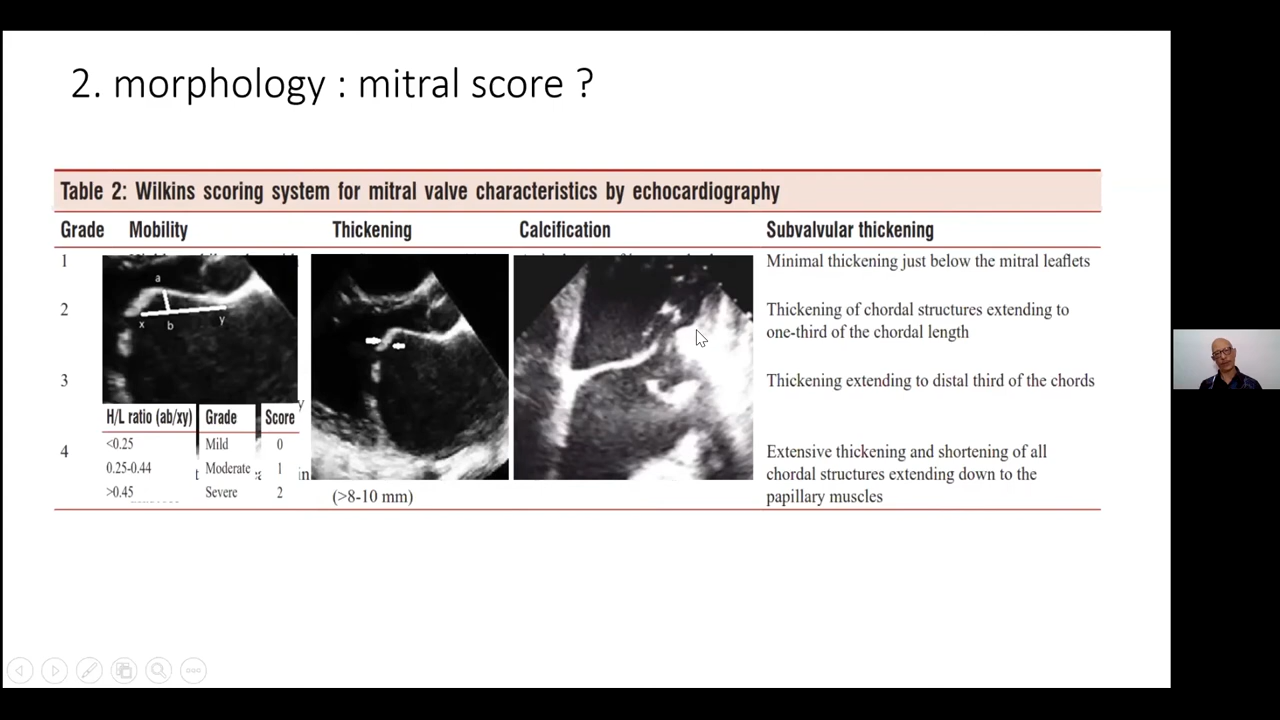 2. morphology : mitral score ?
Table 2: Wilkins scoring system for mitral valve characteristics by echocardiography
Grade Mobility Thickening Calcification Subvalvular thickening
1 Minimal thickening just below the mitral leaflets
2 Thickening of chordal structures extending to
one-third of the chordal length
3 Thickening extending to distal third of the chords
4 Extensive thickening and shortening of all
chordal structures extending down to the
papillary muscles
a
x b y
H/L ratio (ab/xy) Grade Score
<0.25 Mild 0
0.25-0.44 Moderate 1
>0.45 Severe 2
y
in
(>8-10 mm)